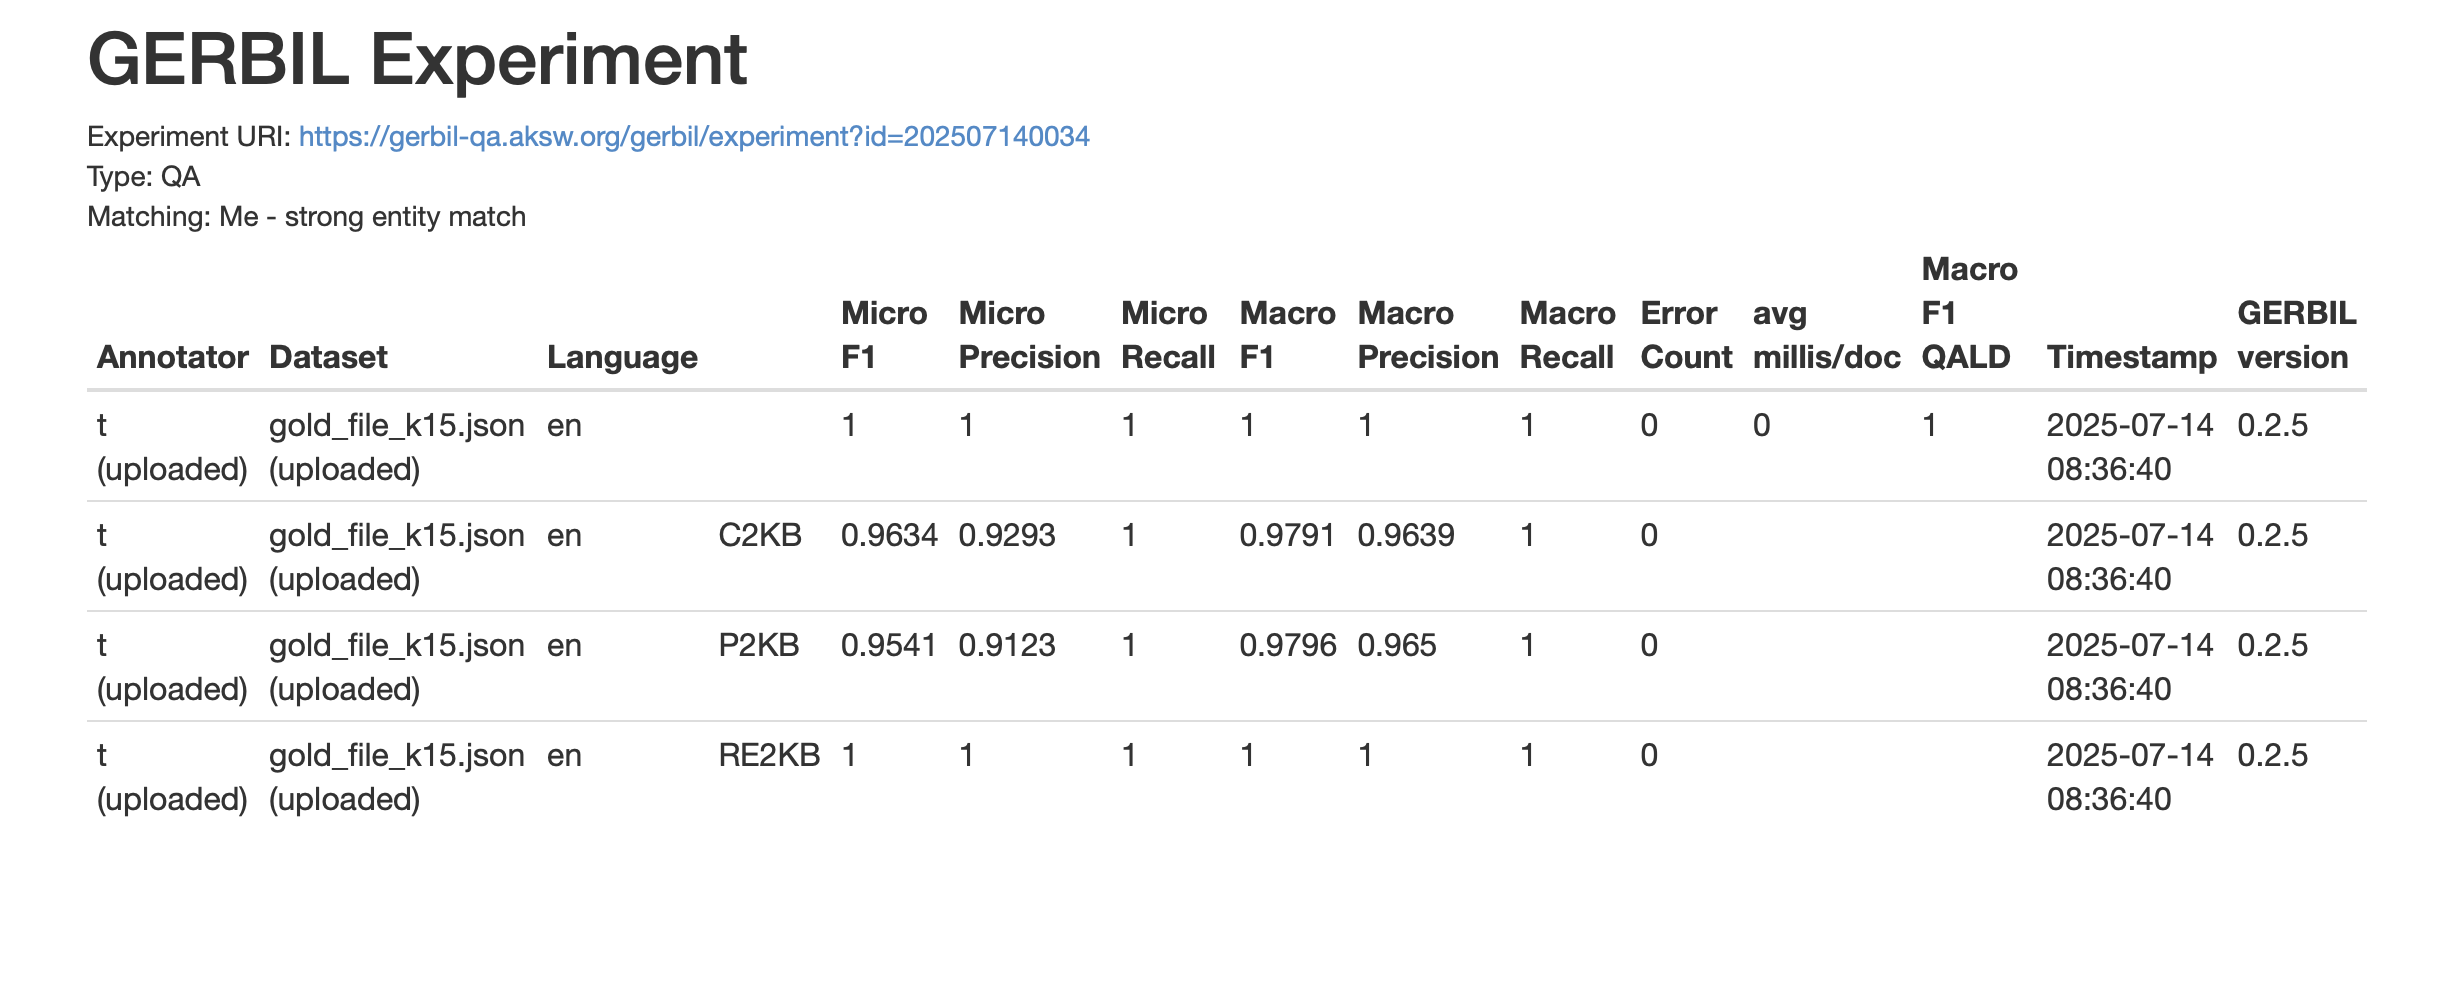 GERBIL Experiment
Experiment URI: https://gerbil-qa.aksw.org/gerbil/experiment?id=202507140034
Type: QA
Matching: Me - strong entity match
Macro
Micro Micro Micro Macro Macro Macro Error avg F1 GERBIL
Annotator Dataset Language F1 Precision Recall F1 Precision Recall Count millis/doc QALD Timestamp version
t gold_file_k15.json en 1 1 1 1 1 1 0 0 1 2025-07-14 0.2.5
(uploaded) (uploaded) 08:36:40
t gold_file_k15.json en C2KB 0.9634 0.9293 1 0.9791 0.9639 1 0 2025-07-14 0.2.5
(uploaded) (uploaded) 08:36:40
t gold_file_k15.json en P2KB 0.9541 0.9123 1 0.9796 0.965 1 0 2025-07-14 0.2.5
(uploaded) (uploaded) 08:36:40
t gold_file_k15.json en RE2KB 1 1 1 1 1 1 0 2025-07-14 0.2.5
(uploaded) (uploaded) 08:36:40